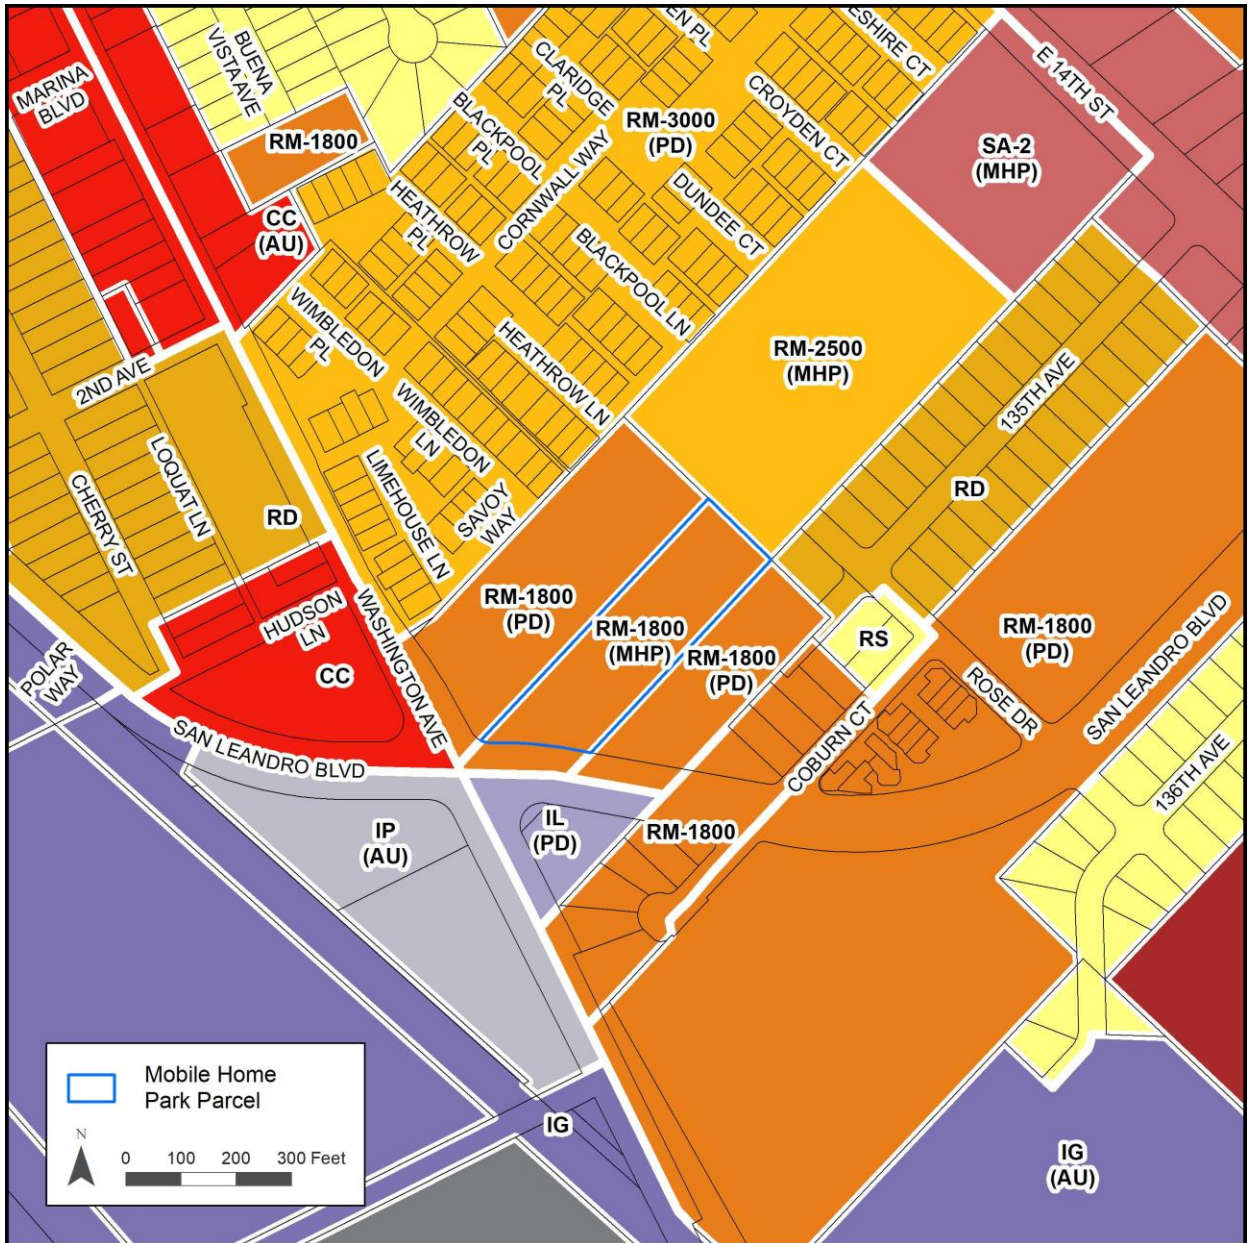 EN PL
ESHIRE CT
E 14TH ST
MARINA
BLVD
BUENA
VISTA AVE
CLARIDGE
PL
CROYDEN CT
RM-1800
BLACKPOOL
PL
RM-3000
(PD)
SA-2
(MHP)
CC
(AU)
HEATHROW
PL
CORNWALL WAY
DUNDEE CT
BLACKPOOL LN
WIMBLEDON
PL
HEATHROW LN
RM-2500
(MHP)
2ND AVE
135TH AVE
WIMBLEDON
LN
LOQUAT LN
CHERRY ST
LIMEHOUSE LN
SAVOY
WAY
RD
RD
RM-1800
(PD)
RM-1800
(MHP)
RM-1800
(PD)
RS
RM-1800
(PD)
HUDSON
LN
WASHINGTON AVE
POLAR
WAY
CC
ROSE DR
SAN LEANDRO BLVD
SAN LEANDRO BLVD
COBURN CT
136TH AVE
IP
(AU)
IL
(PD)
RM-1800
Mobile Home
Park Parcel
N
0 100 200 300 Feet
IG
IG
(AU)